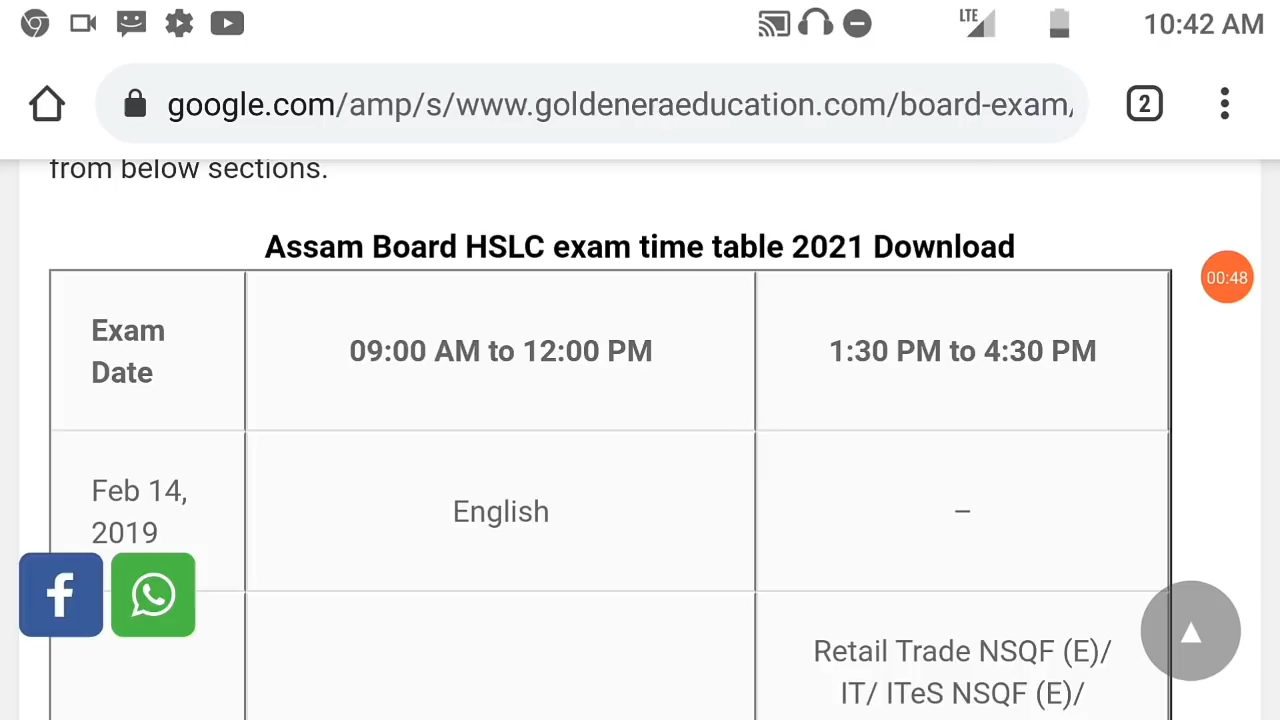 LTE
10:42 AM
google.com/amp/s/www.goldeneraeducation.com/board-exam/
2
from below sections.
Assam Board HSLC exam time table 2021 Download
00:48
Exam
Date
09:00 AM to 12:00 PM
1:30 PM to 4:30 PM
Feb 14,
2019
English
–
Retail Trade NSQF (E)/
IT/ ITeS NSQF (E)/